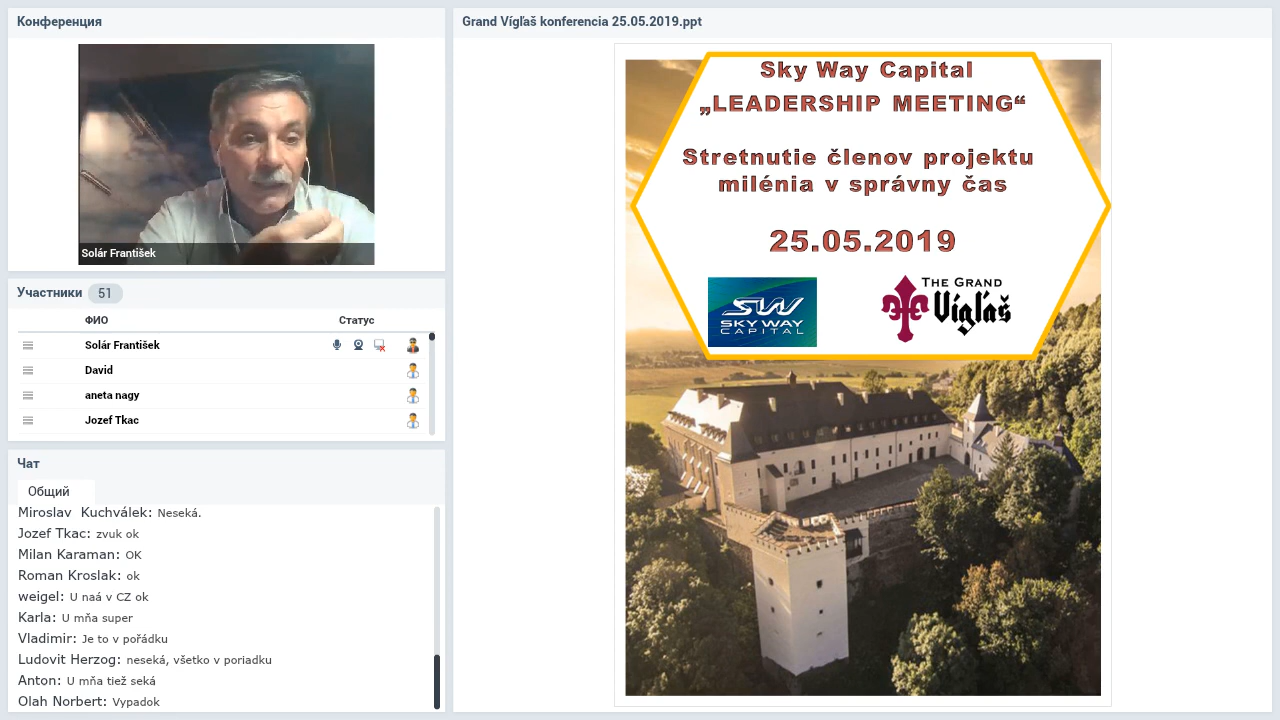 Конференция
Solár František
Участники 51
ФИО Статус
Solár František
David
aneta nagy
Jozef Tkac
Чат
Общий
Miroslav Kuchválek: Neseká.
Jozef Tkac: zvuk ok
Milan Karaman: OK
Roman Kroslak: ok
weigel: U naá v CZ ok
Karla: U mňa super
Vladimir: Je to v pořádku
Ludovit Herzog: neseká, všetko v poriadku
Anton: U mňa tiež seká
Olah Norbert: Vypadok
Grand Vígľaš konferencia 25.05.2019.ppt
Sky Way Capital
„LEADERSHIP MEETING“
Stretnutie členov projektu
milénia v správny čas
25.05.2019
SW
SKY WAY
CAPITAL
THE GRAND
Vígľaš